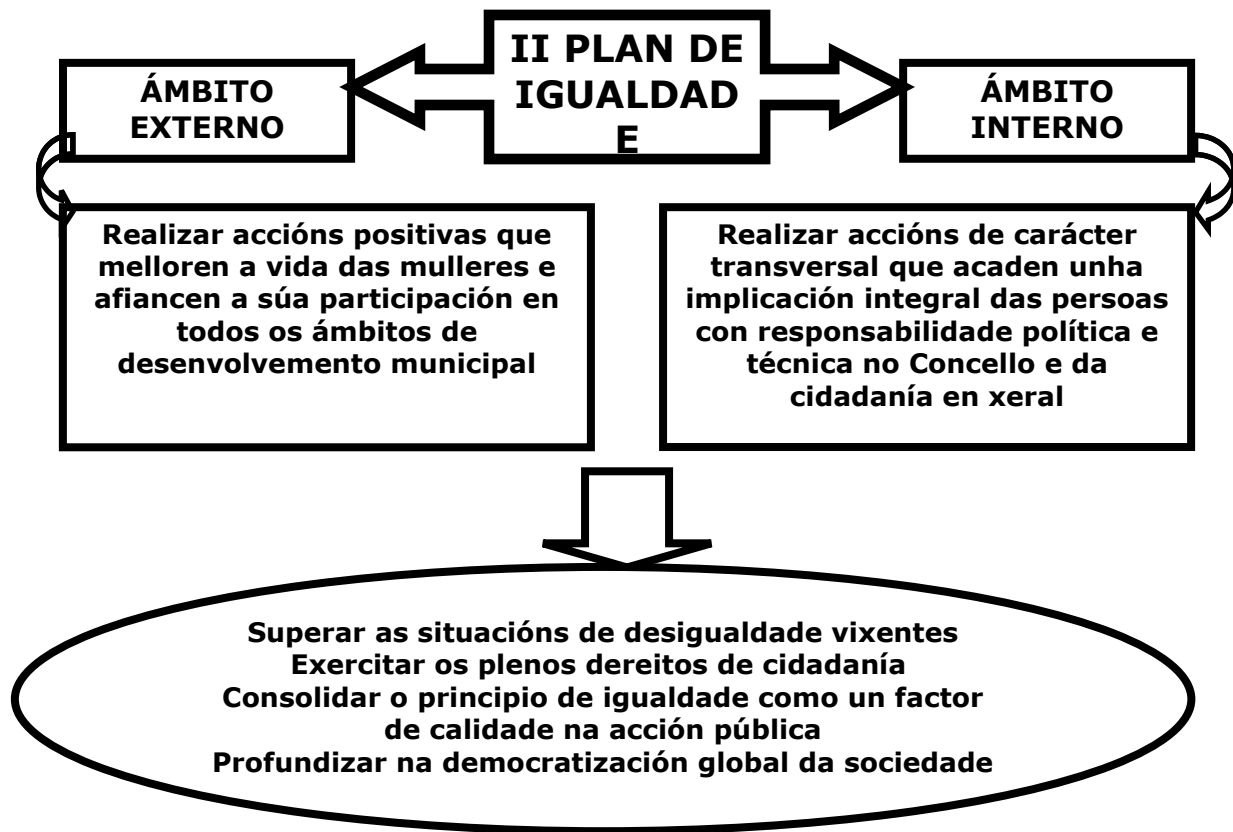 II PLAN DE
IGUALDAD
E
ÁMBITO
EXTERNO
ÁMBITO
INTERNO
Realizar accións positivas que
melloren a vida das mulleres e
afiancen a súa participación en
todos os ámbitos de
desenvolvemento municipal
Realizar accións de carácter
transversal que acaden unha
implicación integral das persoas
con responsabilidade política e
técnica no Concello e da
cidadanía en xeral
Superar as situacións de desigualdade vixentes
Exercitar os plenos dereitos de cidadanía
Consolidar o principio de igualdade como un factor
de calidade na acción pública
Profundizar na democratización global da sociedade